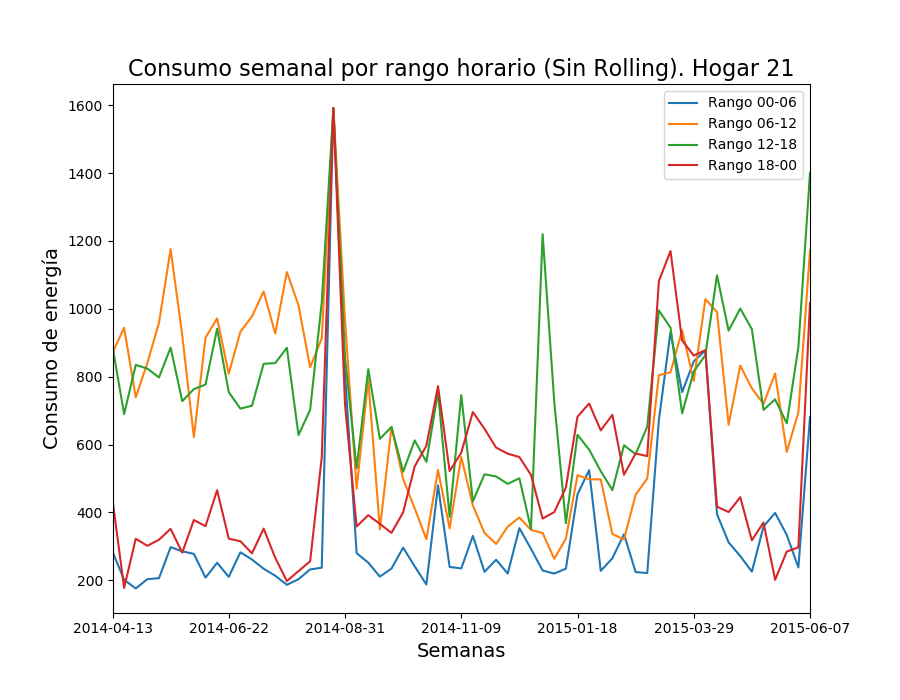 Consumo semanal por rango horario (Sin Rolling). Hogar 21
Consumo de energía
1600
1400
1200
1000
800
600
400
200
Rango 00-06
Rango 06-12
Rango 12-18
Rango 18-00
2014-04-13 2014-06-22 2014-08-31 2014-11-09 2015-01-18 2015-03-29 2015-06-07
Semanas